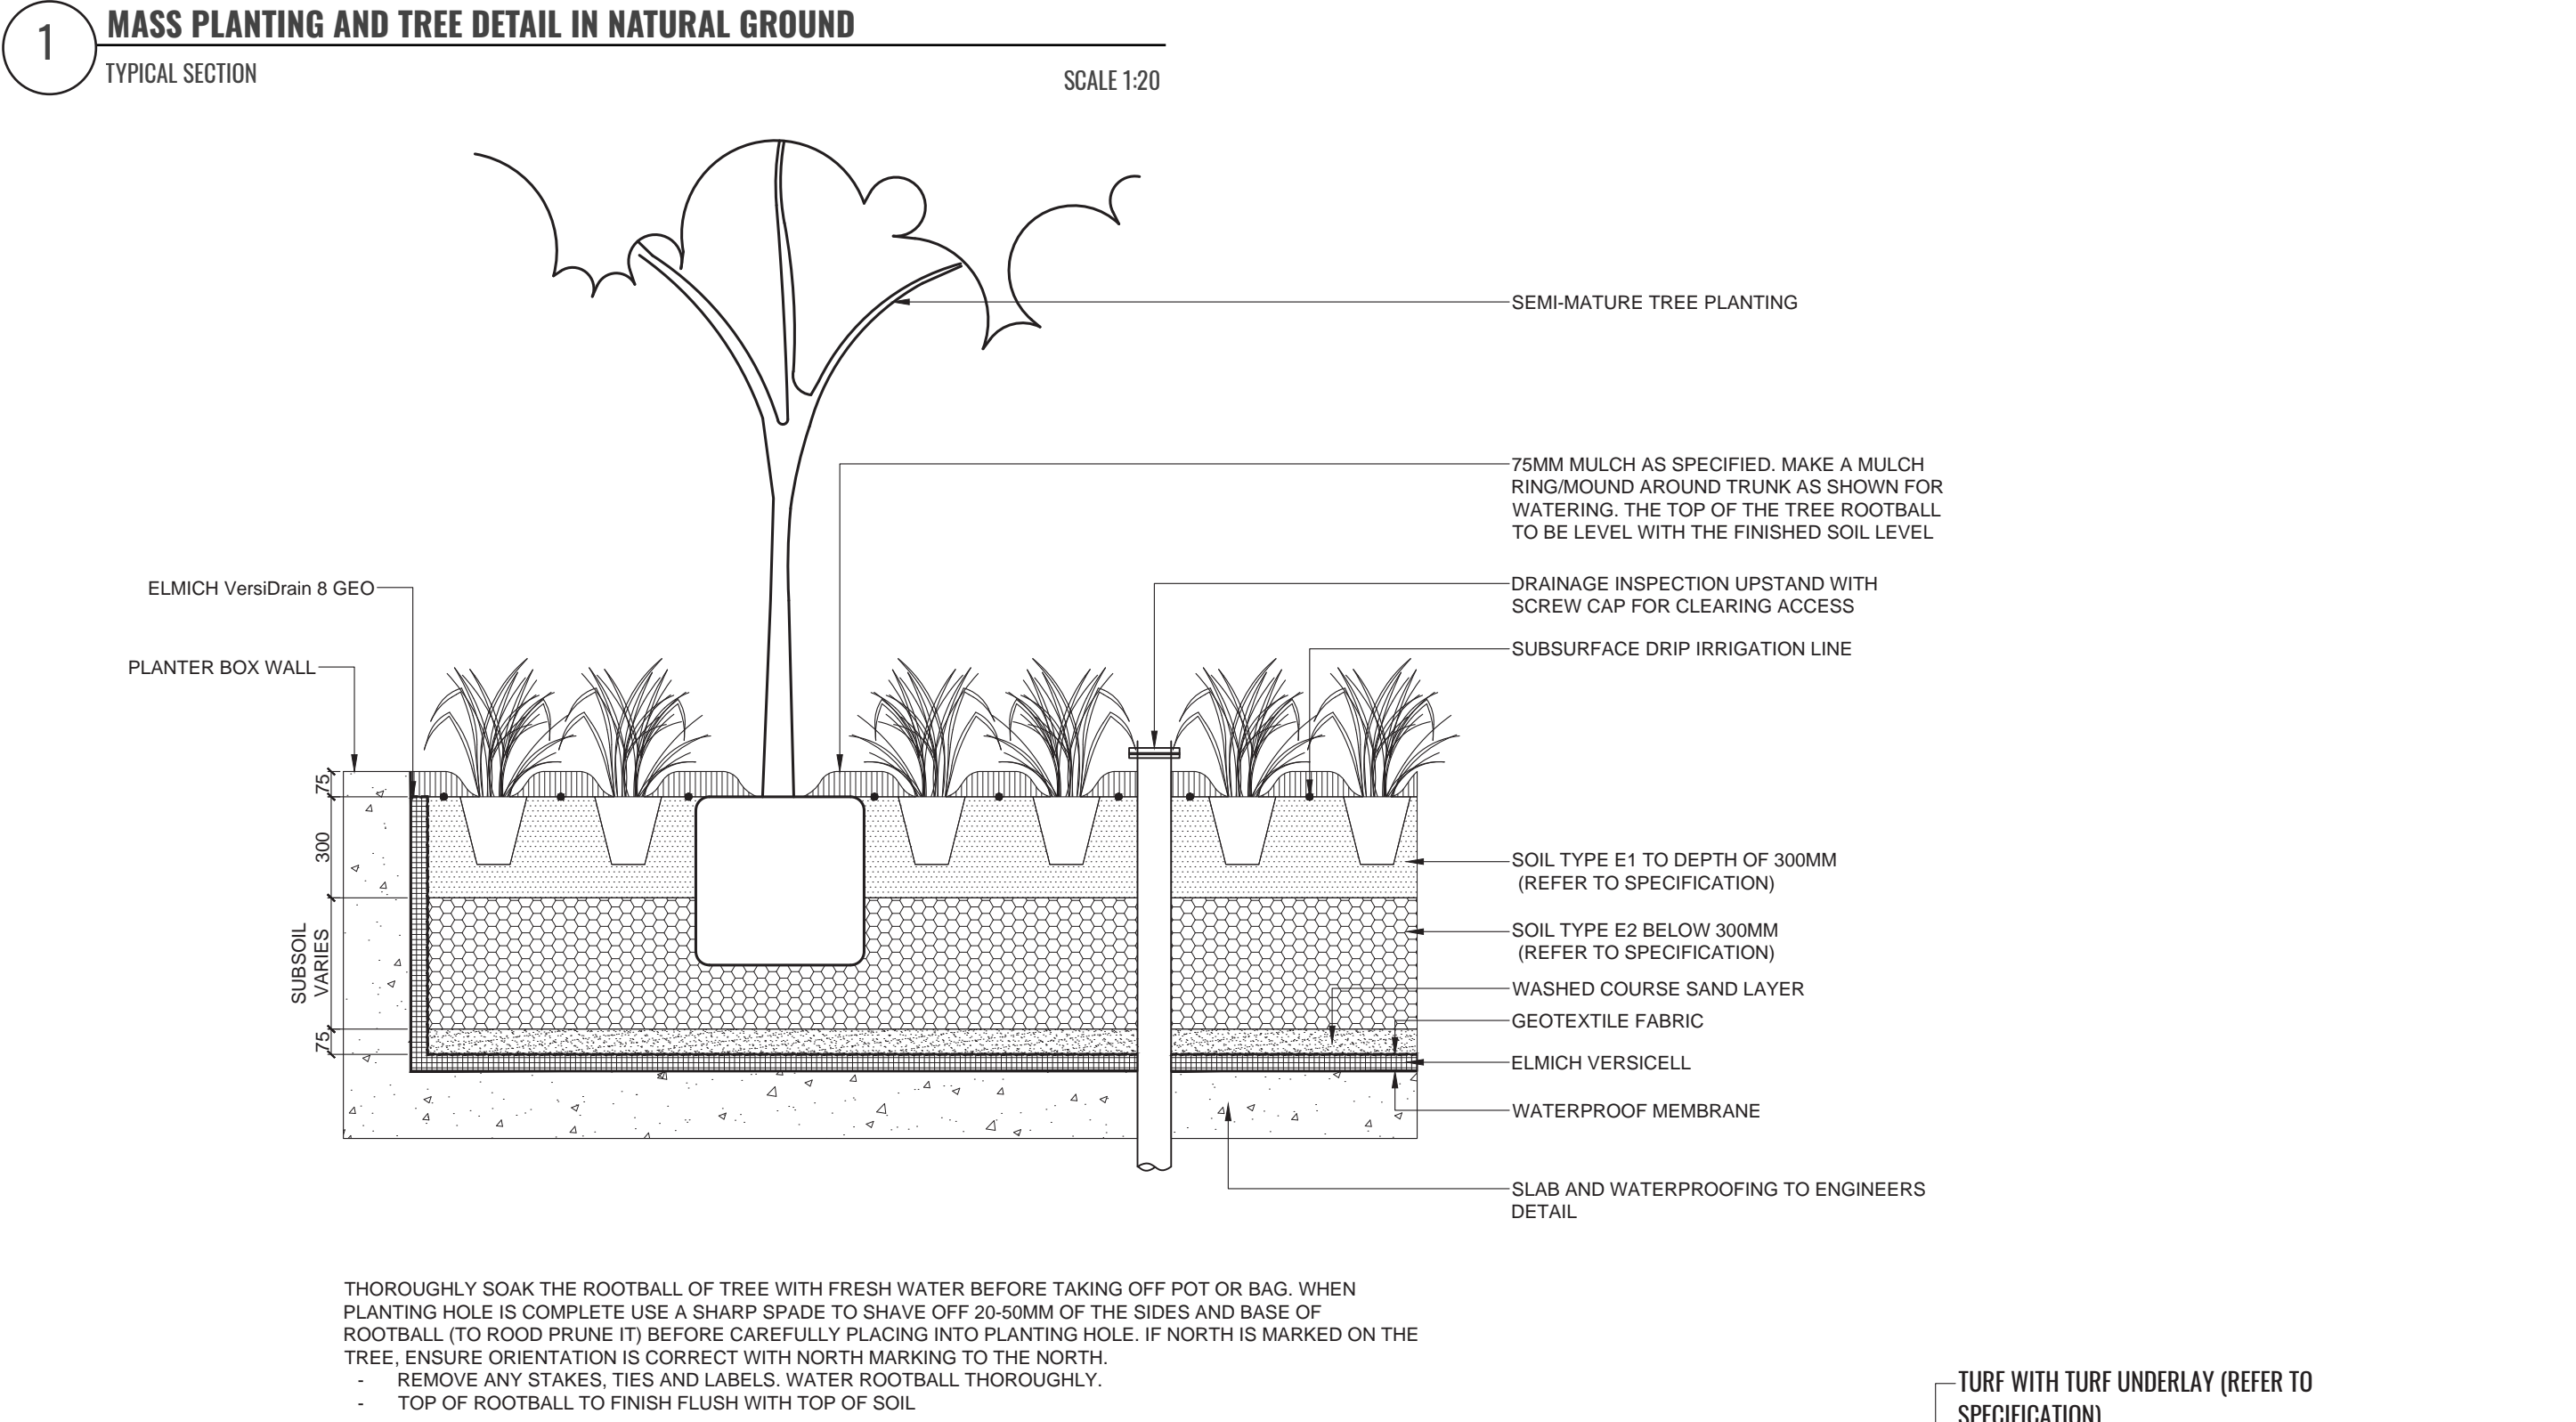 1
MASS PLANTING AND TREE DETAIL IN NATURAL GROUND
TYPICAL SECTION
SCALE 1:20
SEMI-MATURE TREE PLANTING
75MM MULCH AS SPECIFIED. MAKE A MULCH
RING/MOUND AROUND TRUNK AS SHOWN FOR
WATERING. THE TOP OF THE TREE ROOTBALL
TO BE LEVEL WITH THE FINISHED SOIL LEVEL
ELMICH VersiDrain 8 GEO
DRAINAGE INSPECTION UPSTAND WITH
SCREW CAP FOR CLEARING ACCESS
SUBSURFACE DRIP IRRIGATION LINE
PLANTER BOX WALL
75
300
SUBSOIL
VARIES
75
SOIL TYPE E1 TO DEPTH OF 300MM
(REFER TO SPECIFICATION)
SOIL TYPE E2 BELOW 300MM
(REFER TO SPECIFICATION)
WASHED COURSE SAND LAYER
GEOTEXTILE FABRIC
ELMICH VERSICELL
WATERPROOF MEMBRANE
SLAB AND WATERPROOFING TO ENGINEERS
DETAIL
THOROUGHLY SOAK THE ROOTBALL OF TREE WITH FRESH WATER BEFORE TAKING OFF POT OR BAG. WHEN
PLANTING HOLE IS COMPLETE USE A SHARP SPADE TO SHAVE OFF 20-50MM OF THE SIDES AND BASE OF
ROOTBALL (TO ROOD PRUNE IT) BEFORE CAREFULLY PLACING INTO PLANTING HOLE. IF NORTH IS MARKED ON THE
TREE, ENSURE ORIENTATION IS CORRECT WITH NORTH MARKING TO THE NORTH.
- REMOVE ANY STAKES, TIES AND LABELS. WATER ROOTBALL THOROUGHLY.
- TOP OF ROOTBALL TO FINISH FLUSH WITH TOP OF SOIL
TURF WITH TURF UNDERLAY (REFER TO
SPECIFICATION)